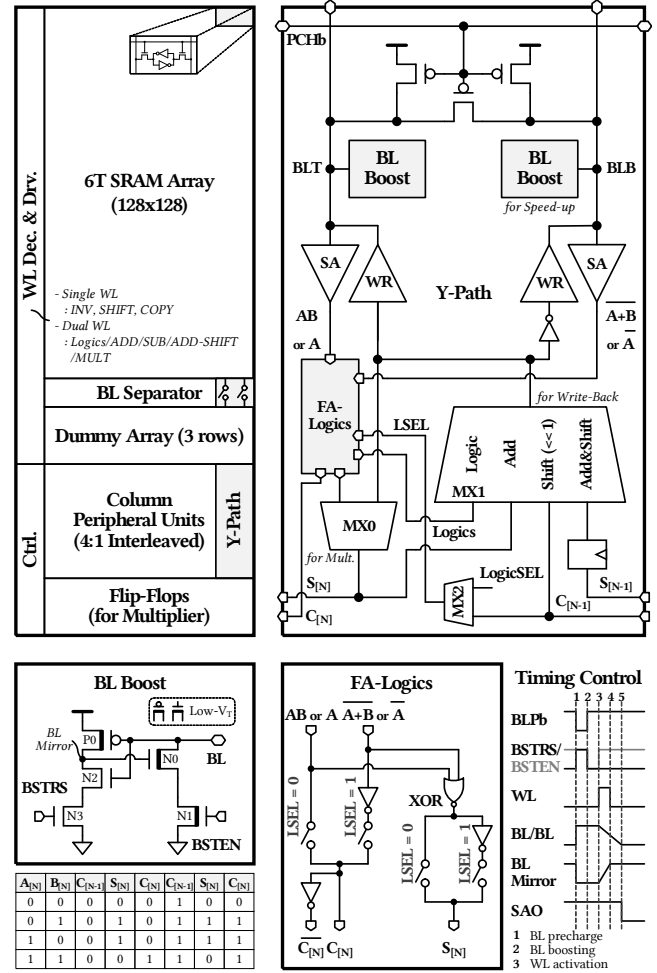 WL Dec. & Drv.
6T SRAM Array
(128x128)
- Single WL
: INV, SHIFT, COPY
- Dual WL
: Logics/ADD/SUB/ADD-SHIFT
/MULT
BL Separator
Dummy Array (3 rows)
Ctrl.
Column
Peripheral Units
(4:1 Interleaved)
Y-Path
Flip-Flops
(for Multiplier)
PCHb
BLT
BL
Boost
BL
Boost
BLB
for Speed-up
SA
WR
Y-Path
WR
SA
AB
or A
A+B
or A
for Write-Back
FA-
Logics
LSEL
Logic
Add
Shift (<< 1)
Add&Shift
MX1
MX0
Logics
for Mult.
LogicSEL
MX2
S[N]
C[N]
S[N-1]
C[N-1]
BL Boost
Low-VT
BL
Mirror
P0
N0
BL
N2
BSTRS
N3
N1
BSTEN
A[N] B[N] C[N-1] S[N] C[N] C[N-1] S[N] C[N]
0 0 0 0 0 1 0 0
0 1 0 1 0 1 1 1
1 0 0 1 0 1 1 1
1 1 0 0 1 1 1 1
FA-Logics
AB or A A+B or A
LSEL = 0
LSEL = 1
XOR
LSEL = 0
LSEL = 1
C[N] C[N]
S[N]
Timing Control
1 2 3 4 5
BLPb
BSTRS/
BSTEN
WL
BL/BL
BL
Mirror
SAO
1 BL precharge
2 BL boosting
3 WL activation